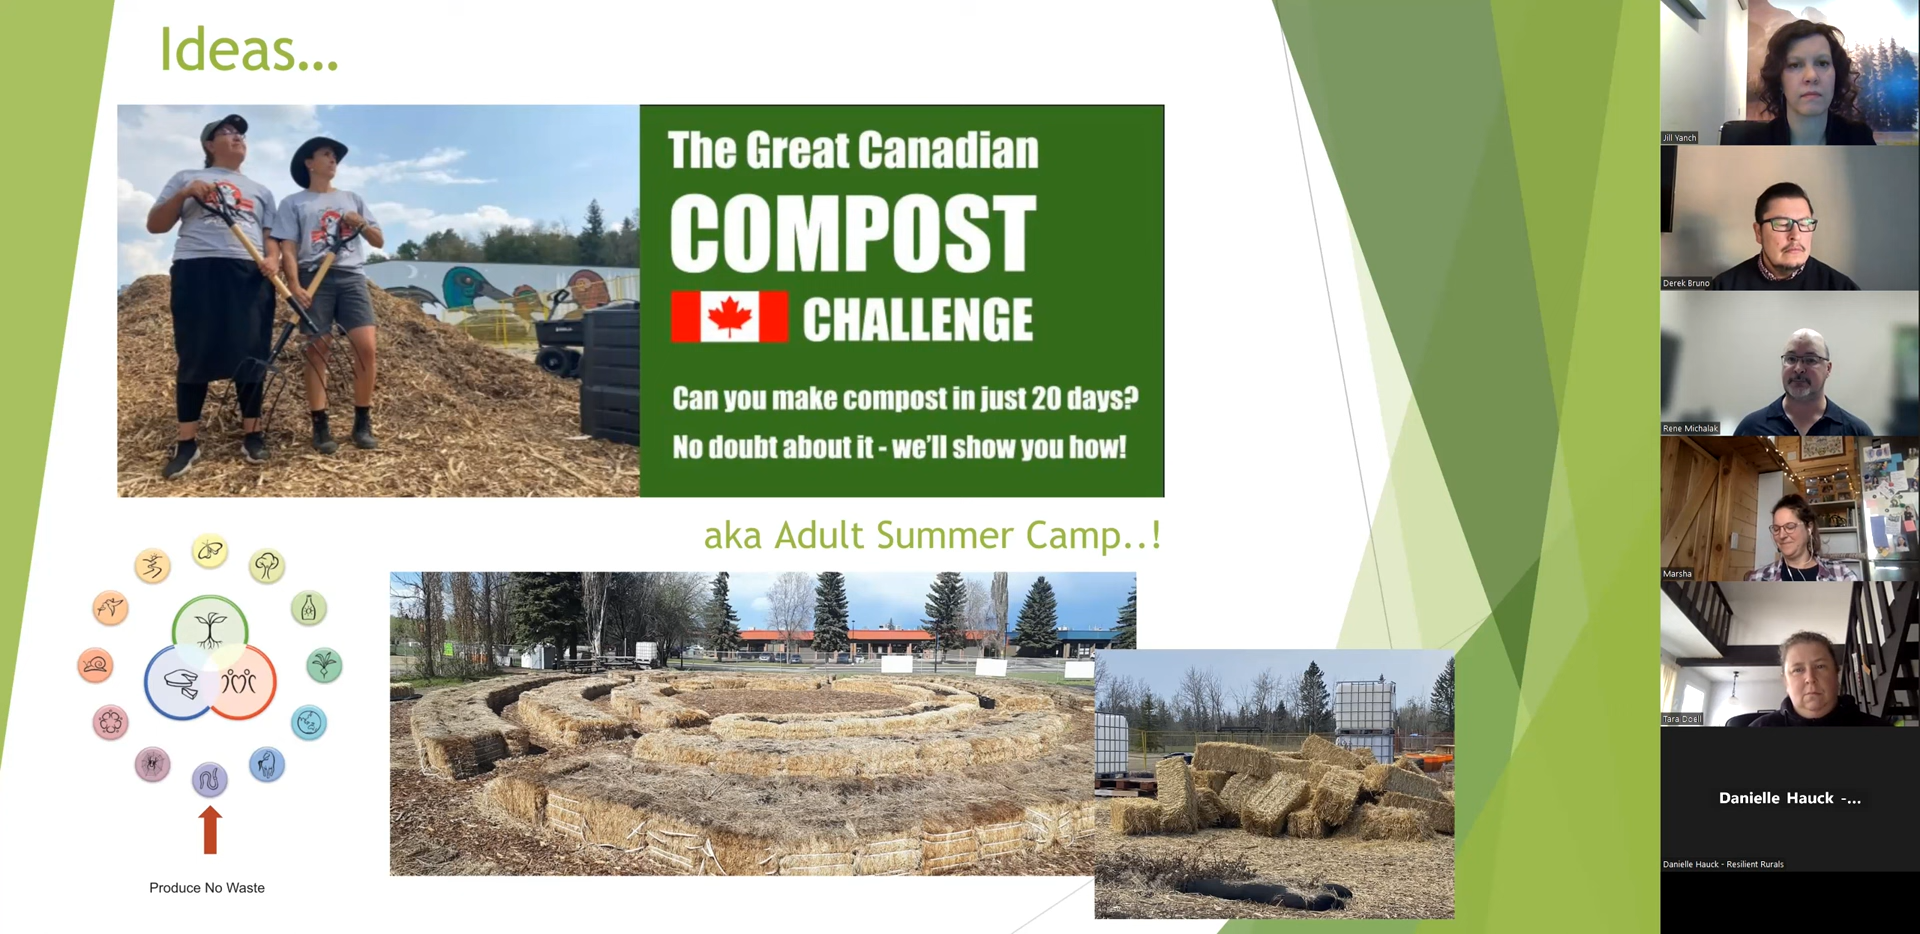 Ideas...
The Great Canadian
COMPOST
CHALLENGE
Can you make compost in just 20 days?
No doubt about it - we'll show you how!
aka Adult Summer Camp..!
Produce No Waste
Jill Yanch
Derek Bruno
Rene Michalak
Marsha
Tara Doell
Danielle Hauck -...
Danielle Hauck - Resilient Rurals